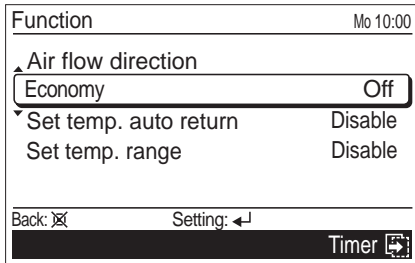 Function Mo 10:00
Air flow direction
Economy Off
Set temp. auto return Disable
Set temp. range Disable
Back: Setting:
Timer